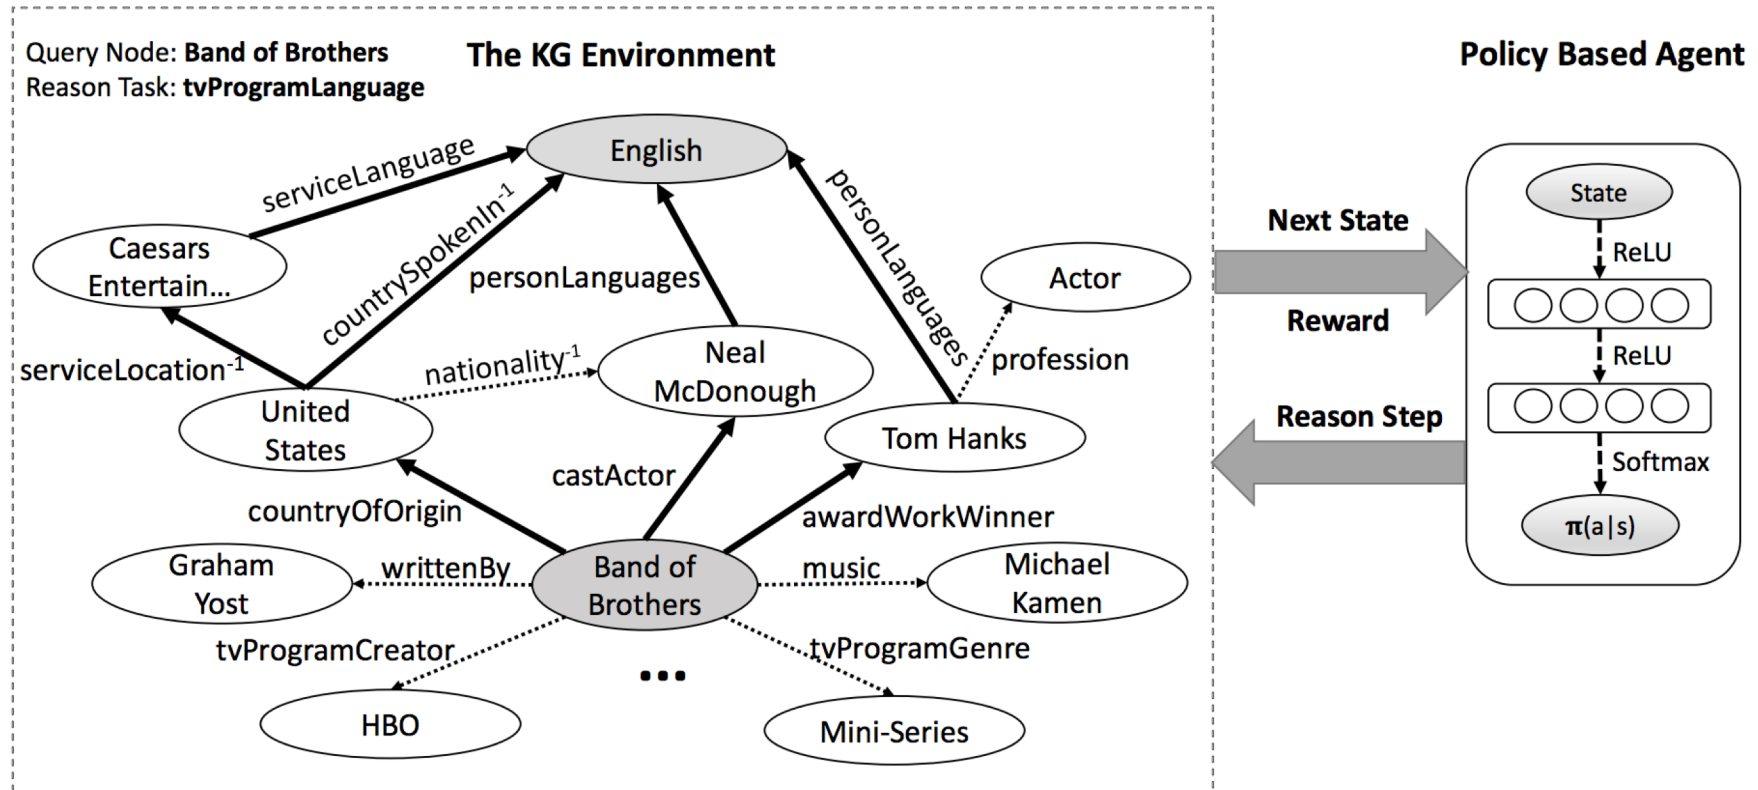 Query Node: Band of Brothers
Reason Task: tvProgramLanguage
The KG Environment
Policy Based Agent
English
serviceLanguage
countrySpokenIn⁻¹
personLanguages
personLanguages
Caesars
Entertain...
Actor
serviceLocation⁻¹
nationality⁻¹
Neal
McDonough
profession
United
States
Tom Hanks
castActor
countryOfOrigin
awardWorkWinner
Graham
Yost
writtenBy
Band of
Brothers
music
Michael
Kamen
tvProgramCreator
tvProgramGenre
...
HBO
Mini-Series
Next State
Reward
Reason Step
State
ReLU
ReLU
Softmax
π(a|s)